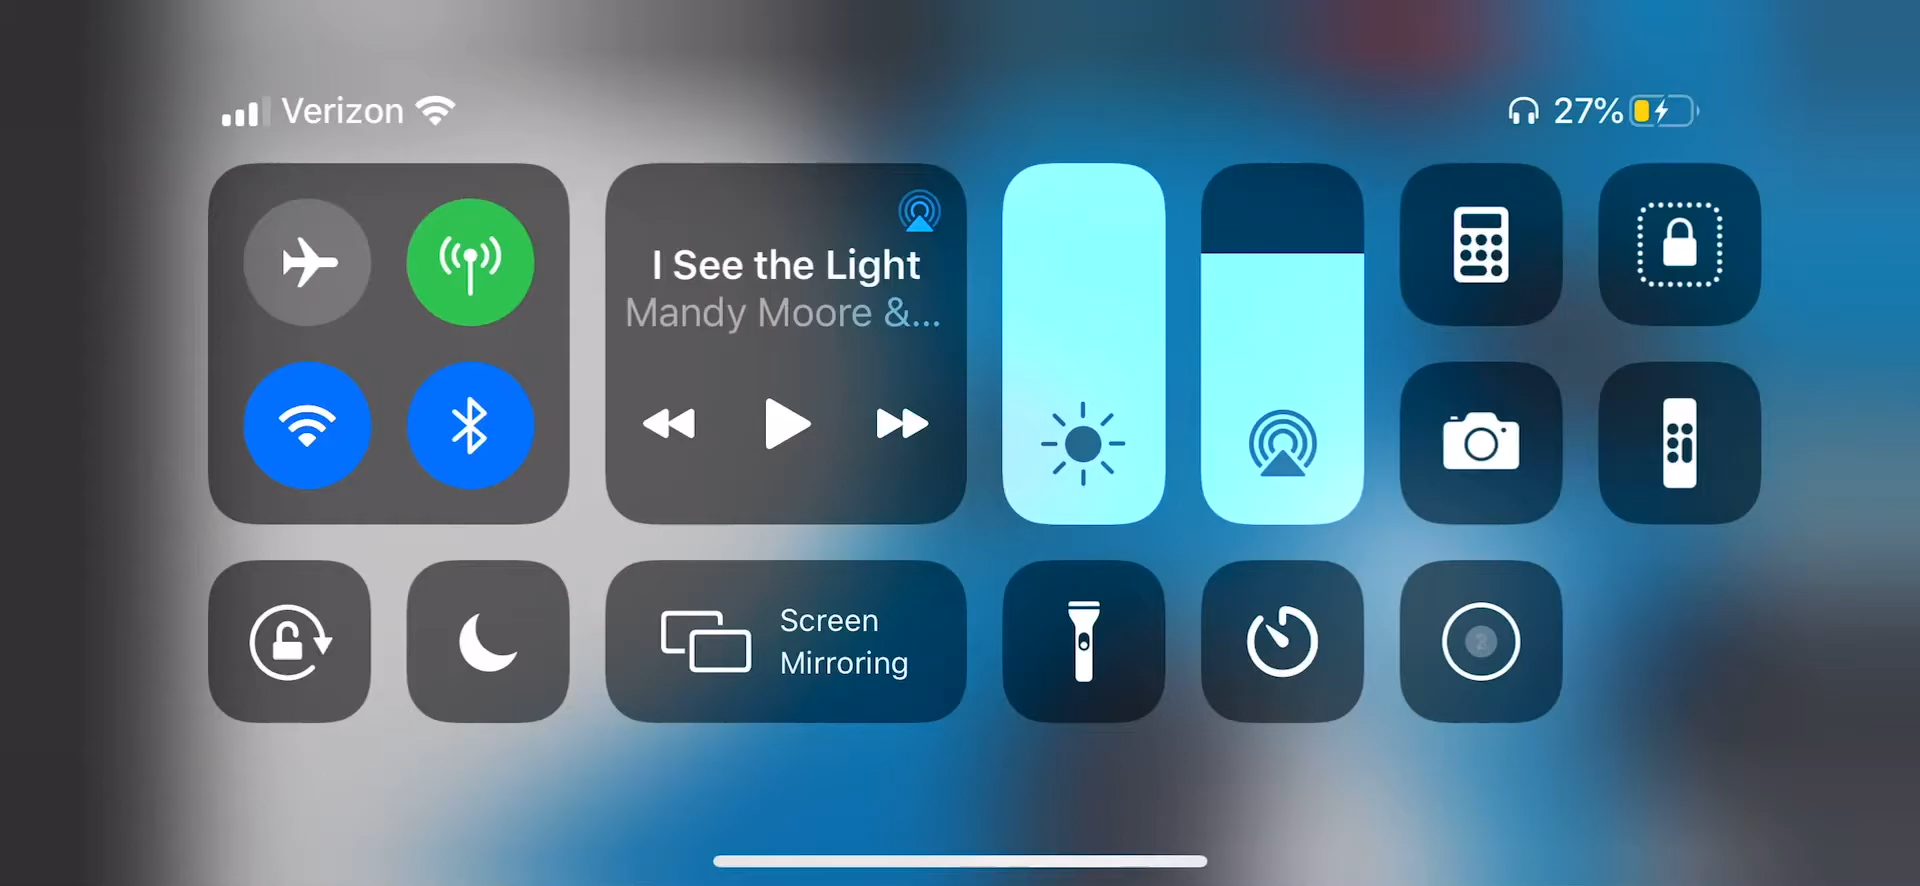 Verizon
27%
I See the Light
Mandy Moore &...
Screen
Mirroring